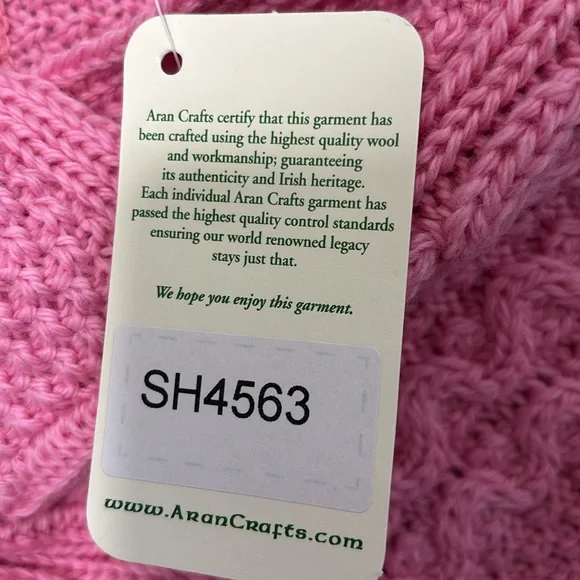 Aran Crafts certify that this garment has
been crafted using the highest quality wool
and workmanship; guaranteeing
its authenticity and Irish heritage.
Each individual Aran Crafts garment has
passed the highest quality control standards
ensuring our world renowned legacy
stays just that.
We hope you enjoy this garment.
SH4563
www.AranCrafts.com